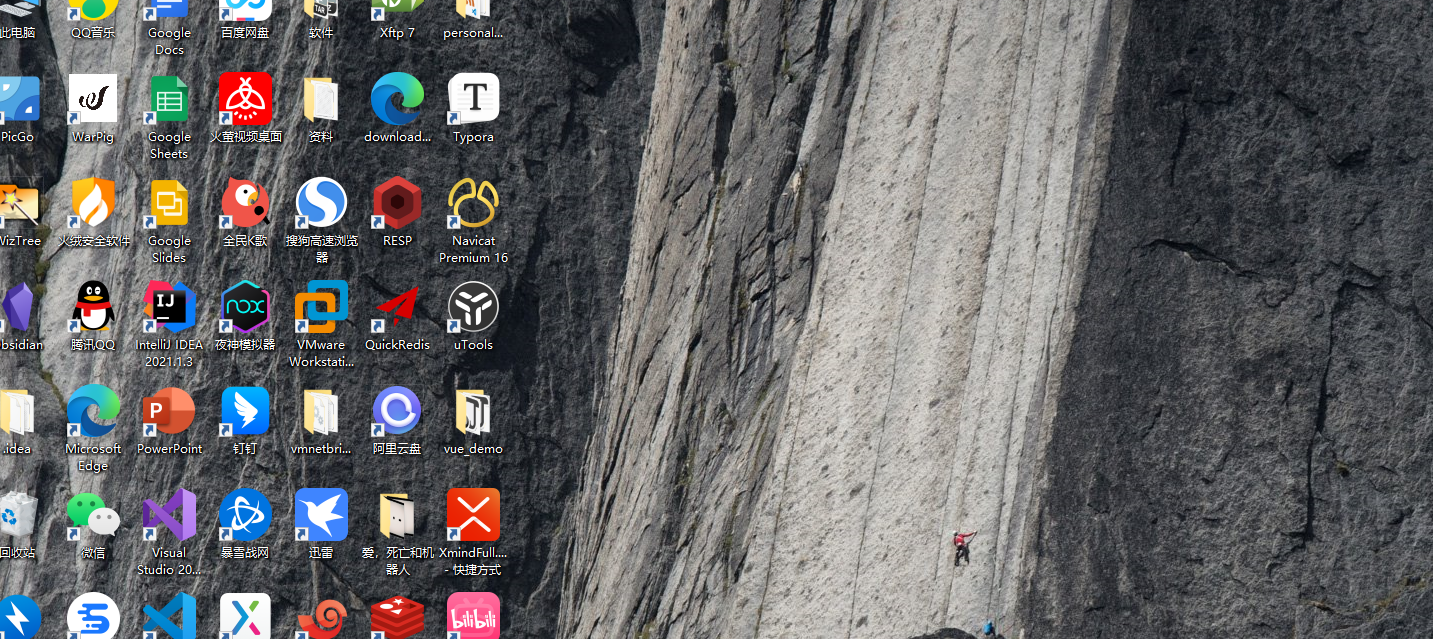 此电脑
QQ音乐
Google
Docs
百度网盘
软件
Xftp 7
personal...
PicGo
WarPig
Google
Sheets
火萤视频桌面
资料
download...
T
Typora
WizTree
火绒安全软件
Google
Slides
全民K歌
搜狗高速浏览
器
RESP
Navicat
Premium 16
bsidian
腾讯QQ
IJ
IntelliJ IDEA
2021.1.3
nox
夜神模拟器
VMware
Workstati...
QuickRedis
uTools
.idea
Microsoft
Edge
P
PowerPoint
钉钉
vmnetbri...
阿里云盘
vue_demo
回收站
微信
Visual
Studio 20...
暴雪战网
迅雷
爱，死亡和机
器人
XmindFull....
- 快捷方式
bilibili